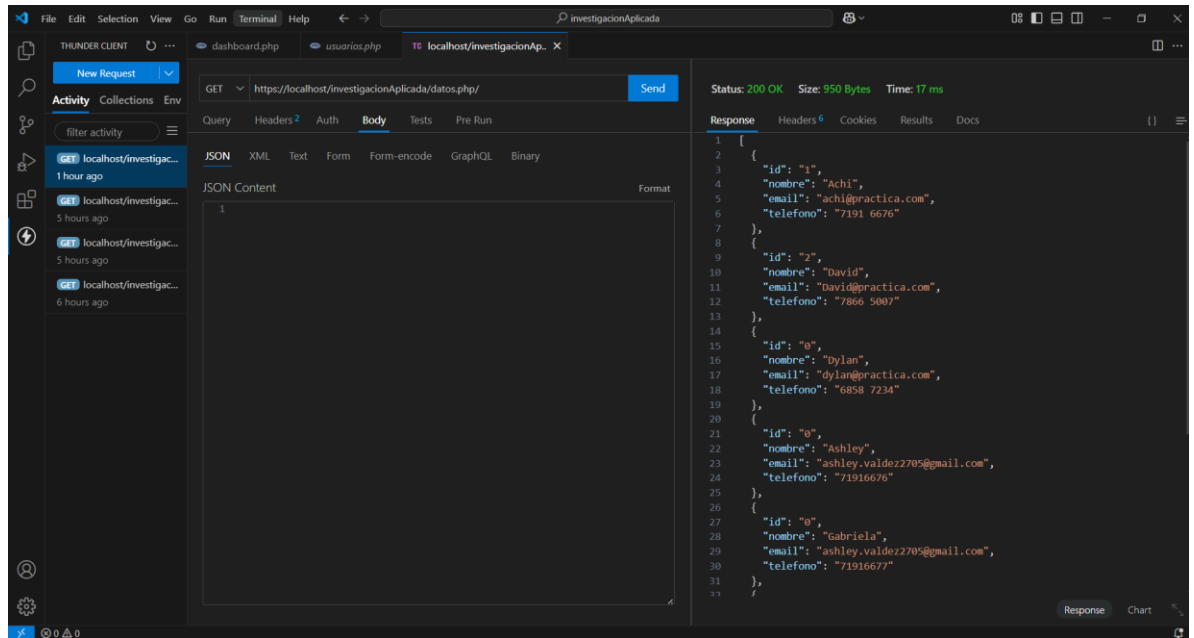 File Edit Selection View Go Run Terminal Help investigacionAplicada
THUNDER CLIENT
dashboard.php usuarios.php TC localhost/investigacionAp..
New Request
Activity Collections Env
filter activity
GET localhost/investigac...
1 hour ago
GET localhost/investigac...
5 hours ago
GET localhost/investigac...
5 hours ago
GET localhost/investigac...
6 hours ago
GET https://localhost/investigacionAplicada/datos.php/ Send
Query Headers 2 Auth Body Tests Pre Run
JSON XML Text Form Form-encode GraphQL Binary
JSON Content Format
1
Status: 200 OK Size: 950 Bytes Time: 17 ms
Response Headers 6 Cookies Results Docs {}
1 [
2 {
3 "id": "1",
4 "nombre": "Achi",
5 "email": "achi@practica.com",
6 "telefono": "7191 6676"
7 },
8 {
9 "id": "2",
10 "nombre": "David",
11 "email": "David@practica.com",
12 "telefono": "7866 5007"
13 },
14 {
15 "id": "0",
16 "nombre": "Dylan",
17 "email": "dylan@practica.com",
18 "telefono": "6858 7234"
19 },
20 {
21 "id": "0",
22 "nombre": "Ashley",
23 "email": "ashley.valdez2705@gmail.com",
24 "telefono": "71916676"
25 },
26 {
27 "id": "0",
28 "nombre": "Gabriela",
29 "email": "ashley.valdez2705@gmail.com",
30 "telefono": "71916677"
31 },
32 {
Response Chart
0 0